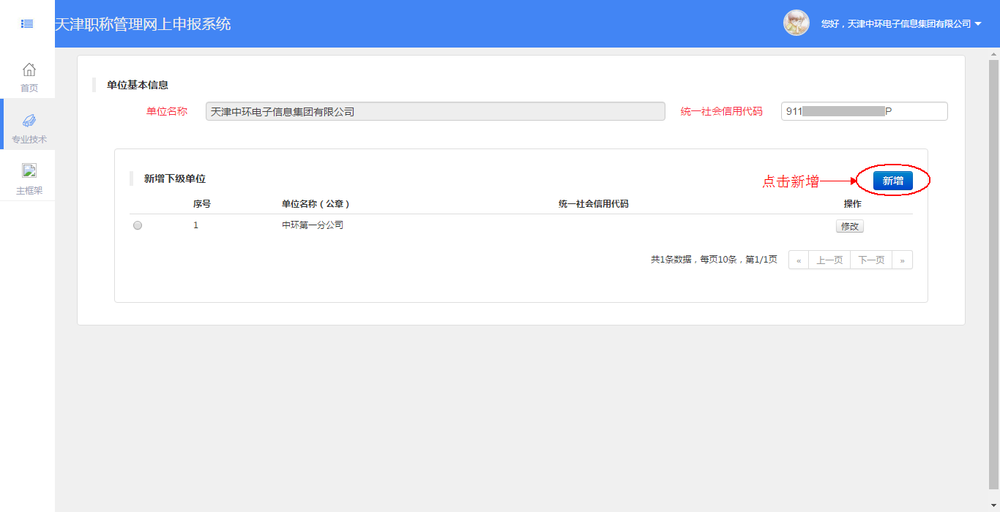 天津职称管理网上申报系统
您好，天津中环电子信息集团有限公司
首页
专业技术
主框架
单位基本信息
单位名称 天津中环电子信息集团有限公司 统一社会信用代码 911 P
新增下级单位 点击新增 新增
序号 单位名称（公章） 统一社会信用代码 操作
1 中环第一分公司 修改
共1条数据，每页10条，第1/1页 « 上一页 下一页 »